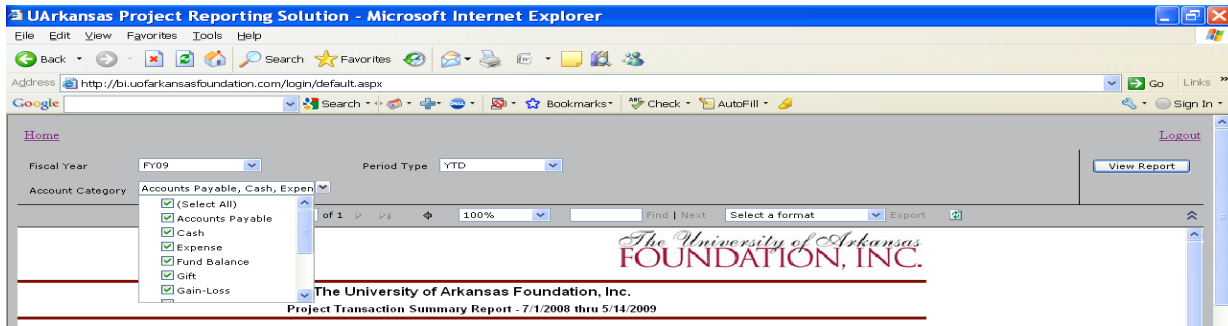 UArkansas Project Reporting Solution - Microsoft Internet Explorer
File Edit View Favorites Tools Help
Back Search Favorites
Address http://bi.uofarkansasfoundation.com/login/default.aspx Go Links »
Google Search Bookmarks Check AutoFill Sign In
Home Logout
Fiscal Year FY09 Period Type YTD View Report
Account Category Accounts Payable, Cash, Expen
(Select All) of 1 100% Find | Next Select a format Export
Accounts Payable
Cash
Expense
Fund Balance
Gift
Gain-Loss
The University of Arkansas
FOUNDATION, INC.
The University of Arkansas Foundation, Inc.
Project Transaction Summary Report - 7/1/2008 thru 5/14/2009